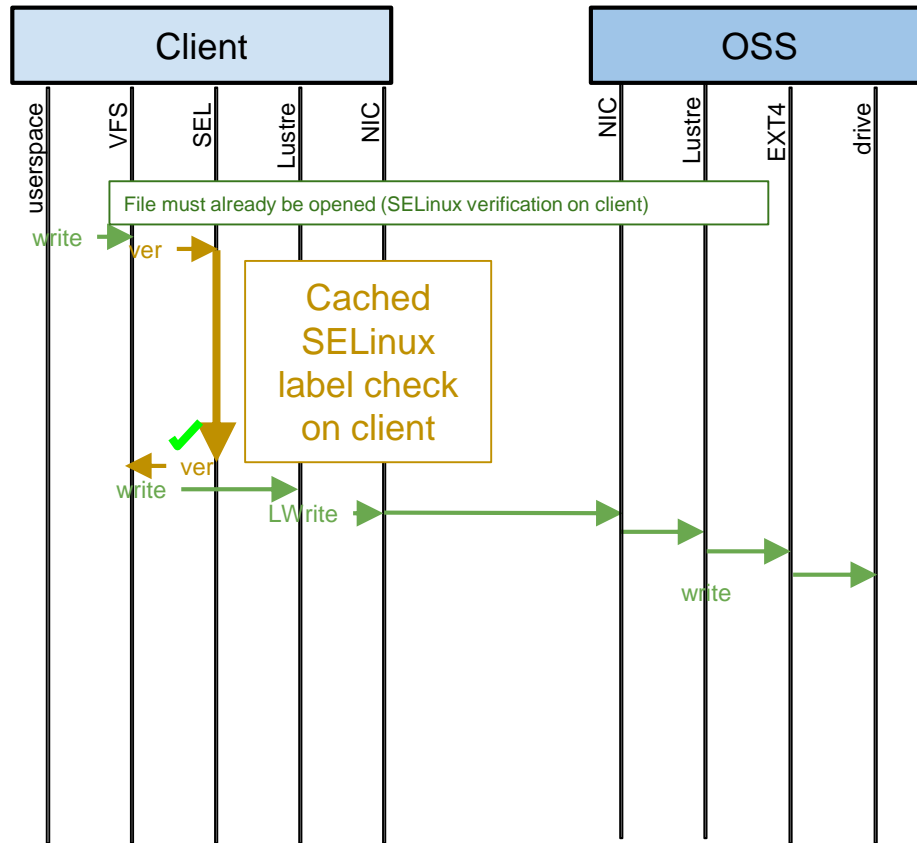 Client
OSS
userspace
VFS
SEL
Lustre
NIC
NIC
Lustre
EXT4
drive
File must already be opened (SELinux verification on client)
write
ver
Cached
SELinux
label check
on client
ver
write
LWrite
write